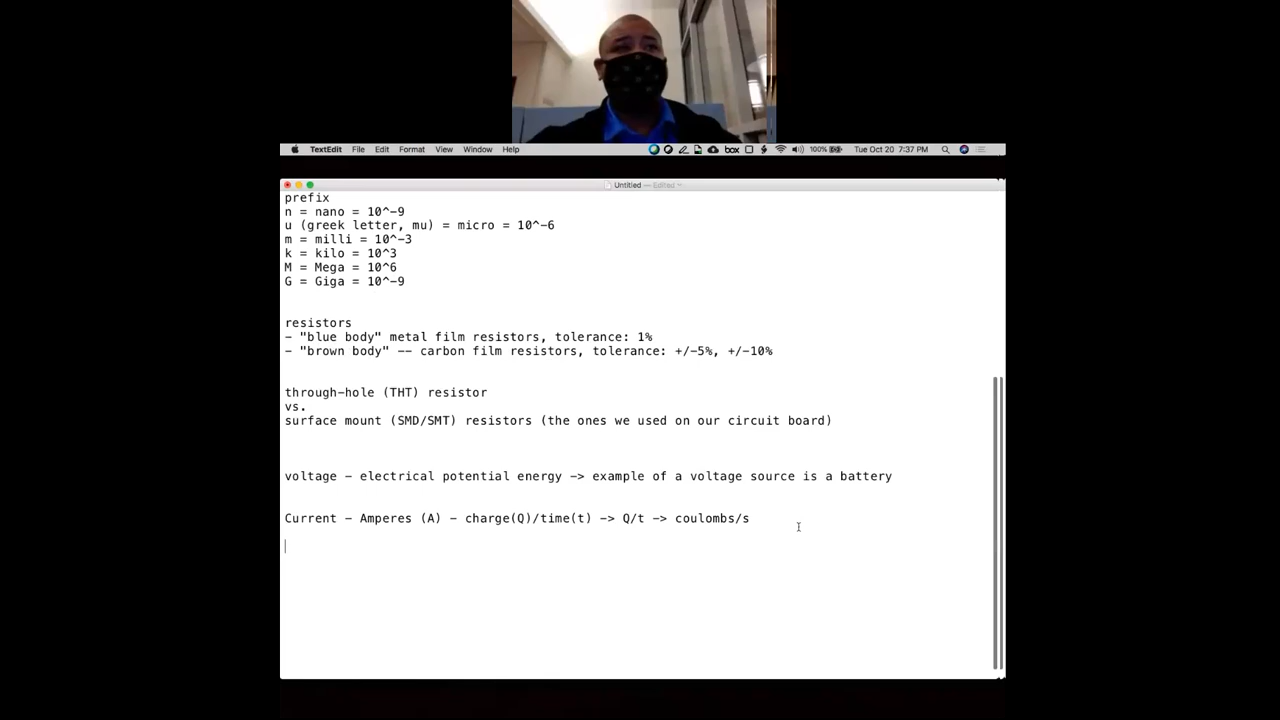 TextEdit File Edit Format View Window Help box 100% Tue Oct 20 7:37 PM
Untitled — Edited
prefix
n = nano = 10^-9
u (greek letter, mu) = micro = 10^-6
m = milli = 10^-3
k = kilo = 10^3
M = Mega = 10^6
G = Giga = 10^-9
resistors
- "blue body" metal film resistors, tolerance: 1%
- "brown body" -- carbon film resistors, tolerance: +/-5%, +/-10%
through-hole (THT) resistor
vs.
surface mount (SMD/SMT) resistors (the ones we used on our circuit board)
voltage - electrical potential energy -> example of a voltage source is a battery
Current - Amperes (A) - charge(Q)/time(t) -> Q/t -> coulombs/s